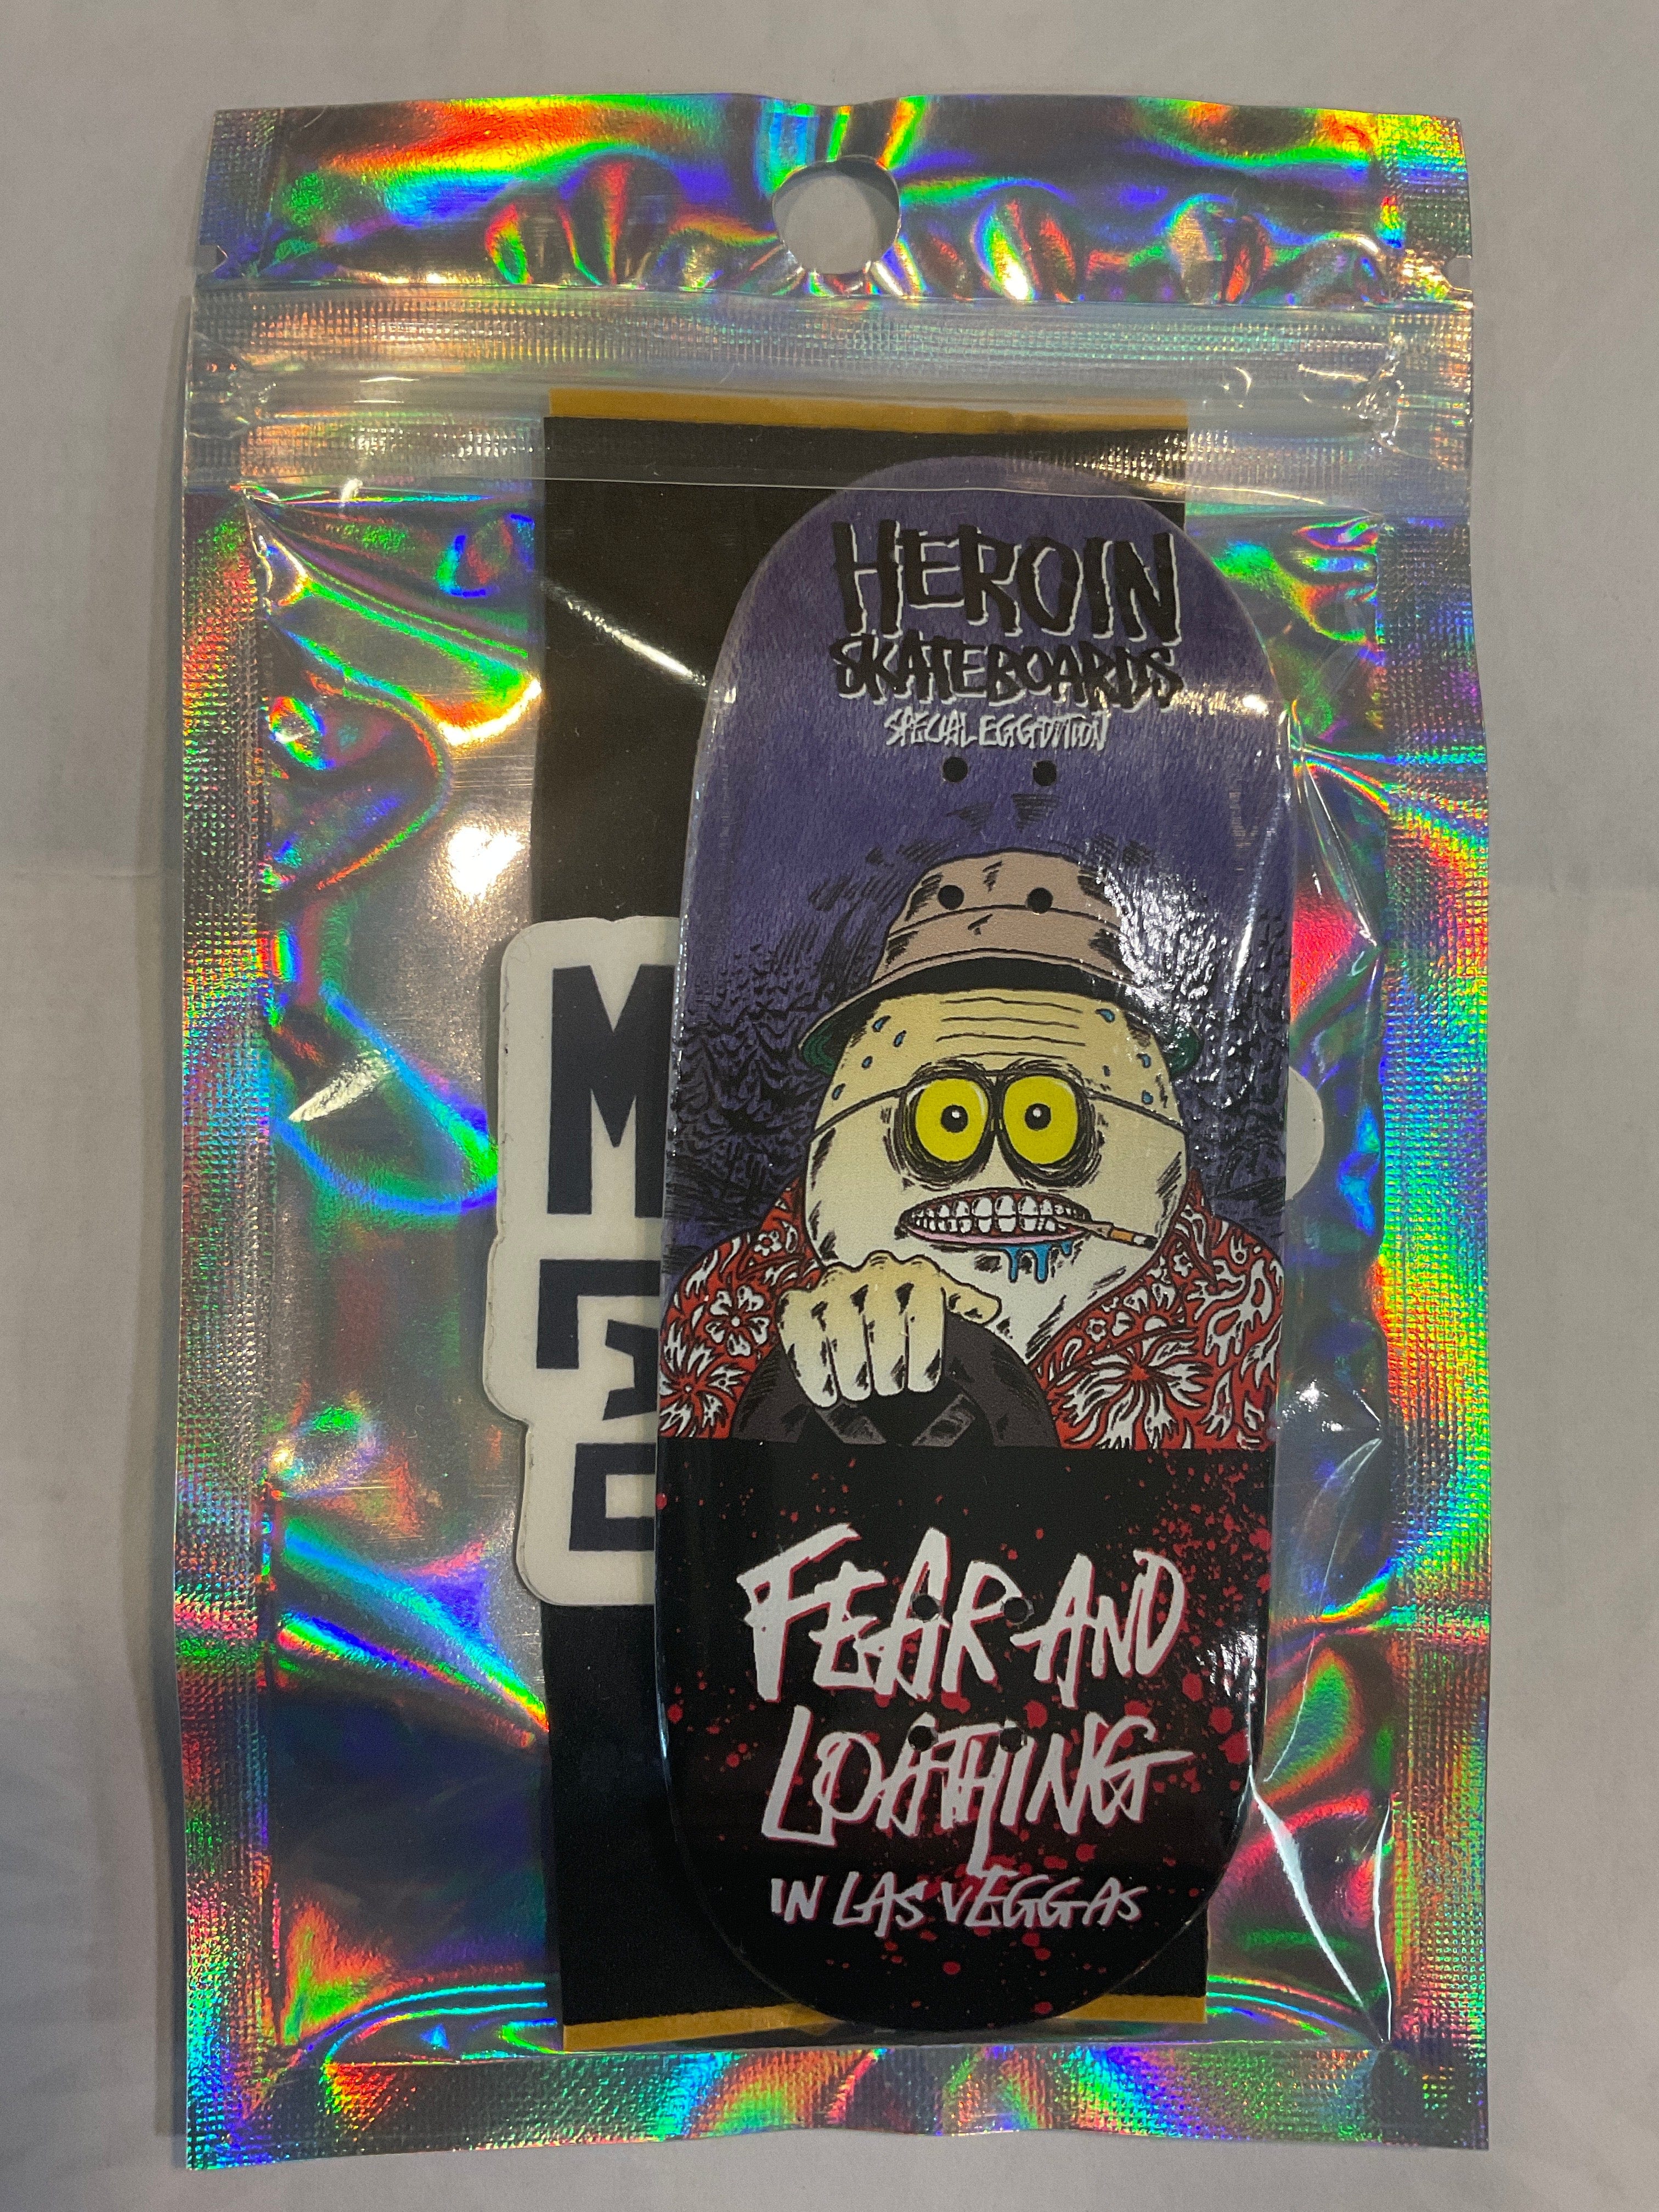 HEROIN
SKATEBOARDS
SPECIAL EGGDITION
FEAR AND
LOATHING
IN LAS VEGGAS
M